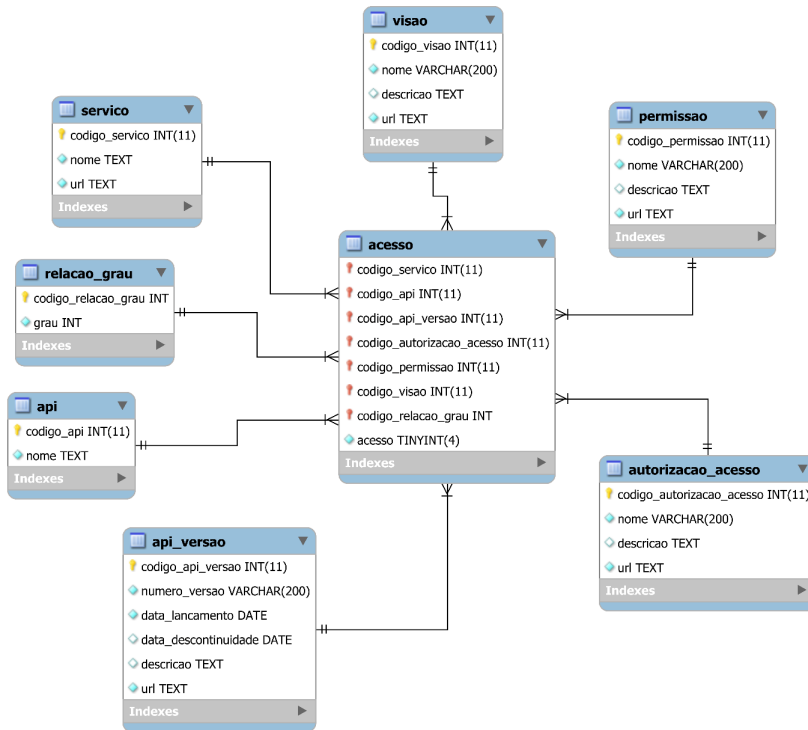 visao
codigo_visao INT(11)
nome VARCHAR(200)
descricao TEXT
url TEXT
Indexes
servico
codigo_servico INT(11)
nome TEXT
url TEXT
Indexes
permissao
codigo_permissao INT(11)
nome VARCHAR(200)
descricao TEXT
url TEXT
Indexes
acesso
codigo_servico INT(11)
codigo_api INT(11)
codigo_api_versao INT(11)
codigo_autorizacao_acesso INT(11)
codigo_permissao INT(11)
codigo_visao INT(11)
codigo_relacao_grau INT
acesso TINYINT(4)
Indexes
relacao_grau
codigo_relacao_grau INT
grau INT
Indexes
api
codigo_api INT(11)
nome TEXT
Indexes
autorizacao_acesso
codigo_autorizacao_acesso INT(11)
nome VARCHAR(200)
descricao TEXT
url TEXT
Indexes
api_versao
codigo_api_versao INT(11)
numero_versao VARCHAR(200)
data_lancamento DATE
data_descontinuidade DATE
descricao TEXT
url TEXT
Indexes